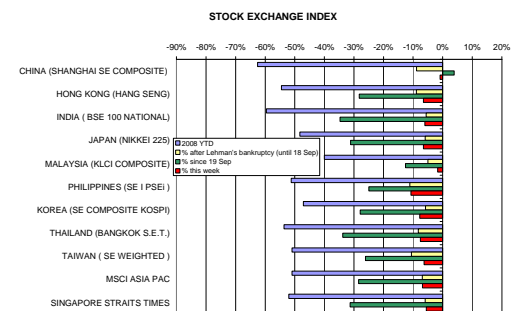 STOCK EXCHANGE INDEX
-90% -80% -70% -60% -50% -40% -30% -20% -10% 0% 10% 20%
CHINA (SHANGHAI SE COMPOSITE)
HONG KONG (HANG SENG)
INDIA ( BSE 100 NATIONAL)
JAPAN (NIKKEI 225)
2008 YTD
% after Lehman's bankruptcy (until 18 Sep)
% since 19 Sep
% this week
MALAYSIA (KLCI COMPOSITE)
PHILIPPINES (SE I PSEi )
KOREA (SE COMPOSITE KOSPI)
THAILAND (BANGKOK S.E.T.)
TAIWAN ( SE WEIGHTED )
MSCI ASIA PAC
SINGAPORE STRAITS TIMES